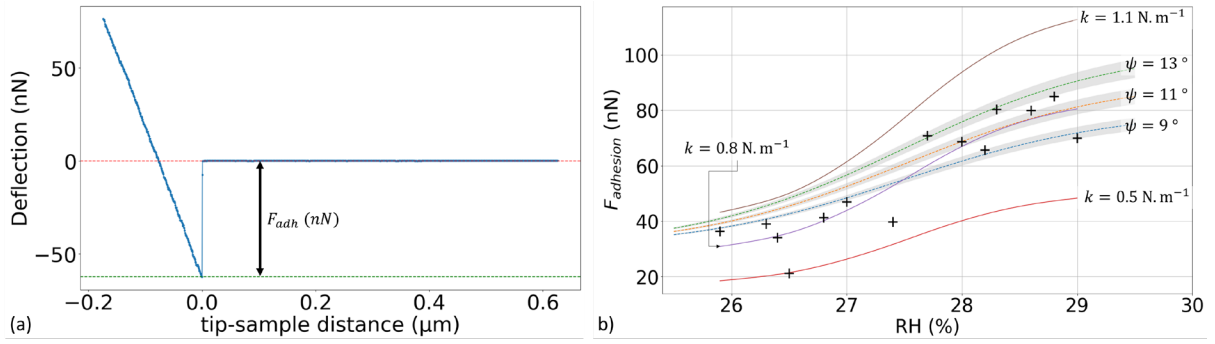 Deflection (nN)
50
0
−50
F_adh (nN)
−0.2
0.0
0.2
0.4
0.6
tip-sample distance (μm)
(a)
F_adhesion (nN)
100
80
60
40
20
k = 1.1 N. m⁻¹
ψ = 13 °
ψ = 11 °
ψ = 9 °
k = 0.8 N. m⁻¹
k = 0.5 N. m⁻¹
26
27
28
29
30
RH (%)
b)